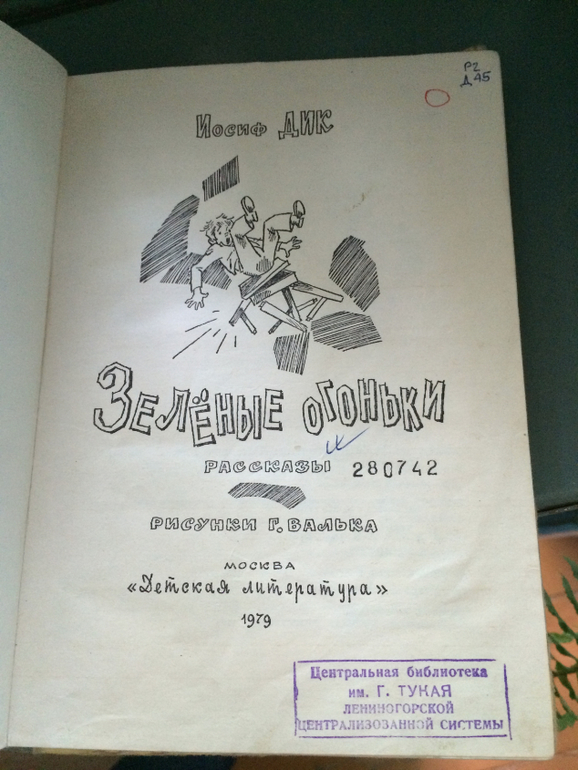 Р2
Д 45
Иосиф ДИК
Зелёные огоньки
РАССКАЗЫ 280742
РИСУНКИ Г. ВАЛЬКА
МОСКВА
«Детская литература»
1979
Центральная библиотека
им. Г. ТУКАЯ
ЛЕНИНОГОРСКОЙ
ЦЕНТРАЛИЗОВАННОЙ СИСТЕМЫ